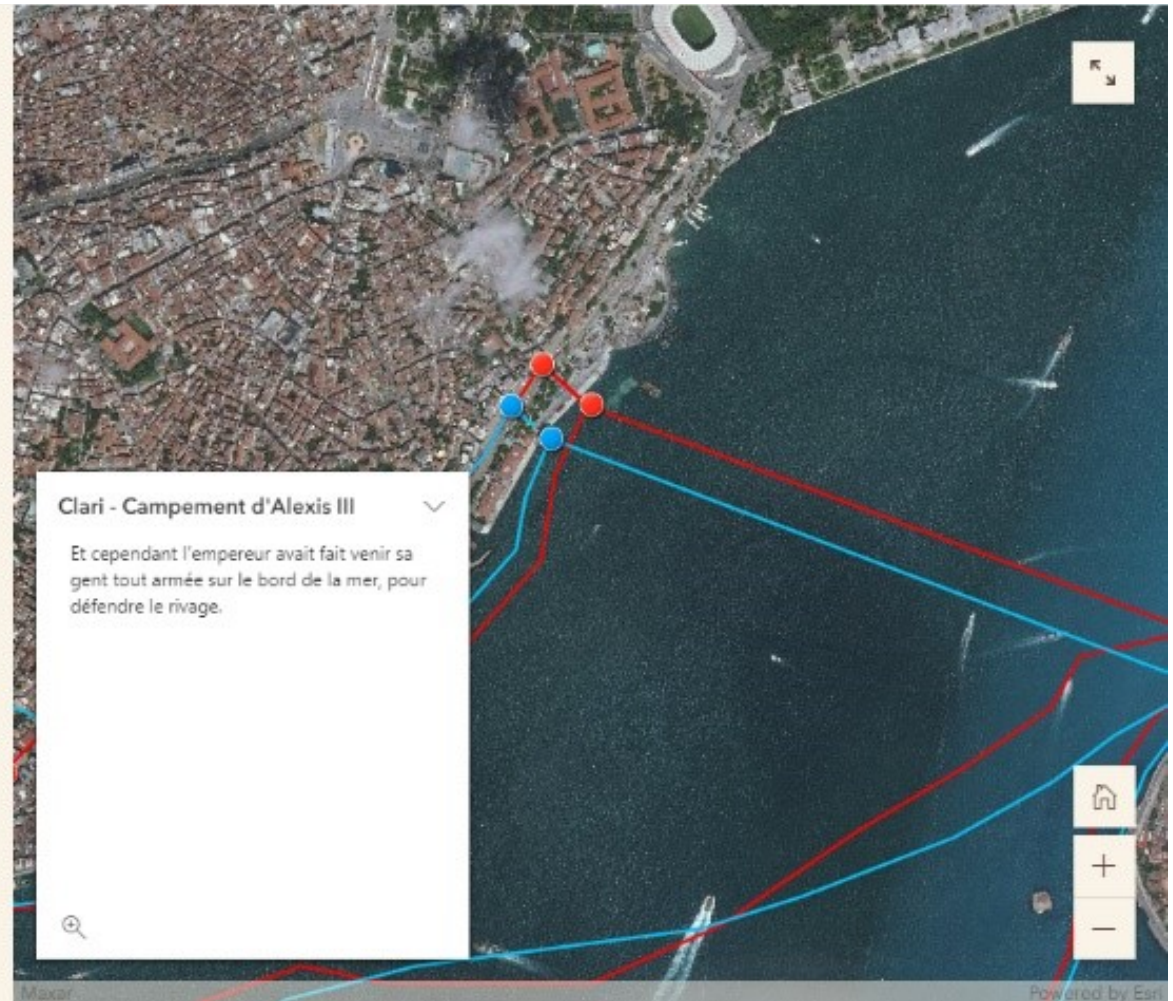 Clari - Campement d'Alexis III
Et cependant l'empereur avait fait venir sa
gent tout armée sur le bord de la mer, pour
défendre le rivage.
Maxar
Powered by Esri